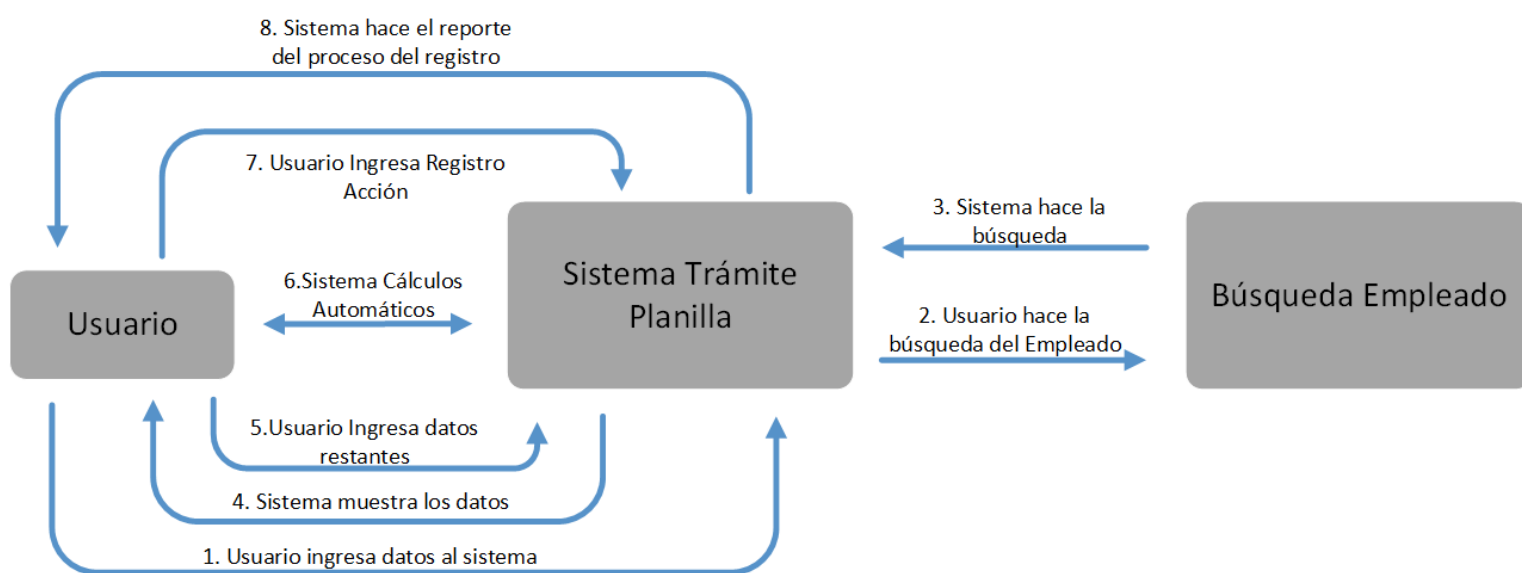 8. Sistema hace el reporte
del proceso del registro
7. Usuario Ingresa Registro
Acción
3. Sistema hace la
búsqueda
Sistema Trámite
Planilla
6.Sistema Cálculos
Automáticos
Usuario
Búsqueda Empleado
2. Usuario hace la
búsqueda del Empleado
5.Usuario Ingresa datos
restantes
4. Sistema muestra los datos
1. Usuario ingresa datos al sistema